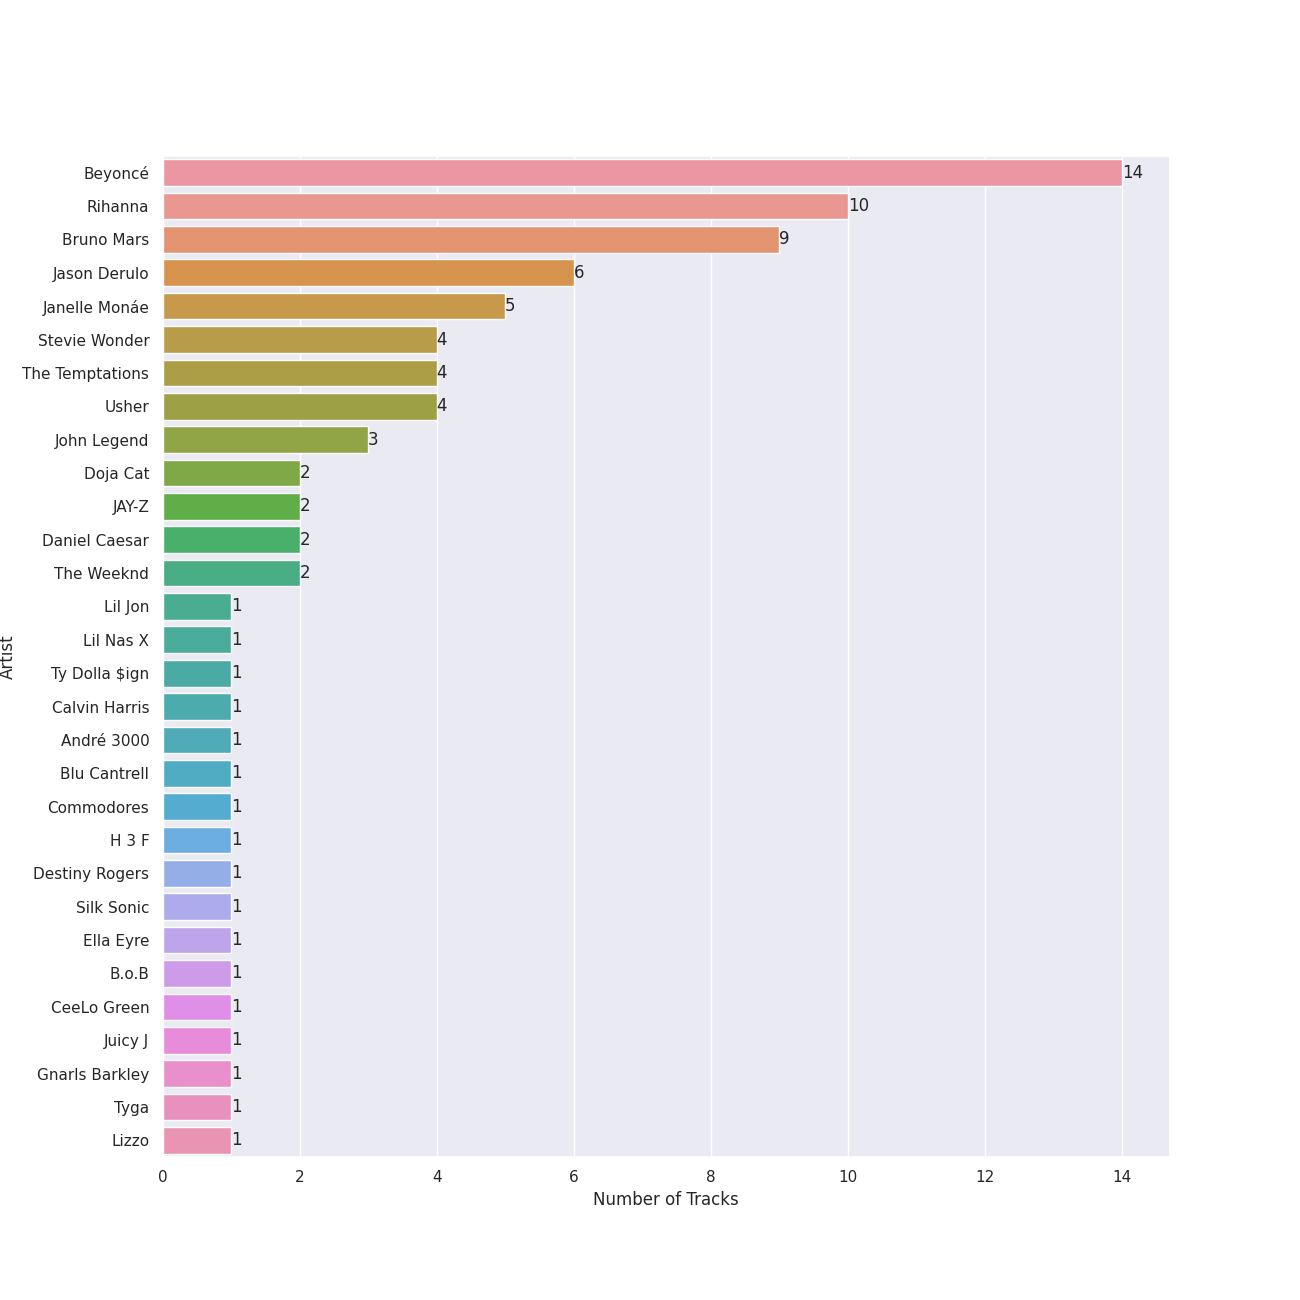 Beyoncé 14
Rihanna 10
Bruno Mars 9
Jason Derulo 6
Janelle Monáe 5
Stevie Wonder 4
The Temptations 4
Usher 4
John Legend 3
Doja Cat 2
JAY-Z 2
Daniel Caesar 2
The Weeknd 2
Lil Jon 1
Lil Nas X 1
Artist
Ty Dolla $ign 1
Calvin Harris 1
André 3000 1
Blu Cantrell 1
Commodores 1
H 3 F 1
Destiny Rogers 1
Silk Sonic 1
Ella Eyre 1
B.o.B 1
CeeLo Green 1
Juicy J 1
Gnarls Barkley 1
Tyga 1
Lizzo 1
0 2 4 6 8 10 12 14
Number of Tracks